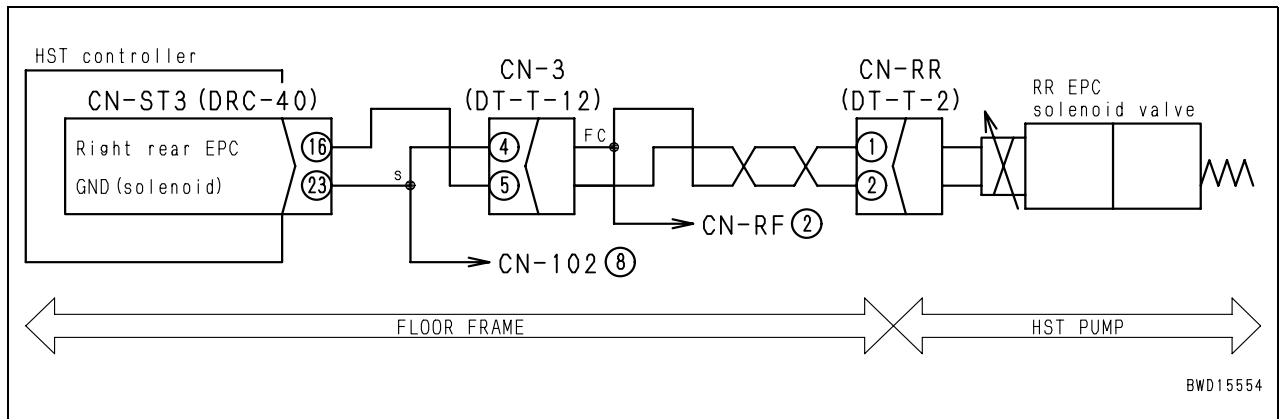 HST controller
CN-ST3 (DRC-40)
Right rear EPC
GND (solenoid)
16
23
s
CN-3
(DT-T-12)
4
5
FC
CN-RR
(DT-T-2)
1
2
RR EPC
solenoid valve
CN-RF 2
CN-102 8
FLOOR FRAME
HST PUMP
BWD15554